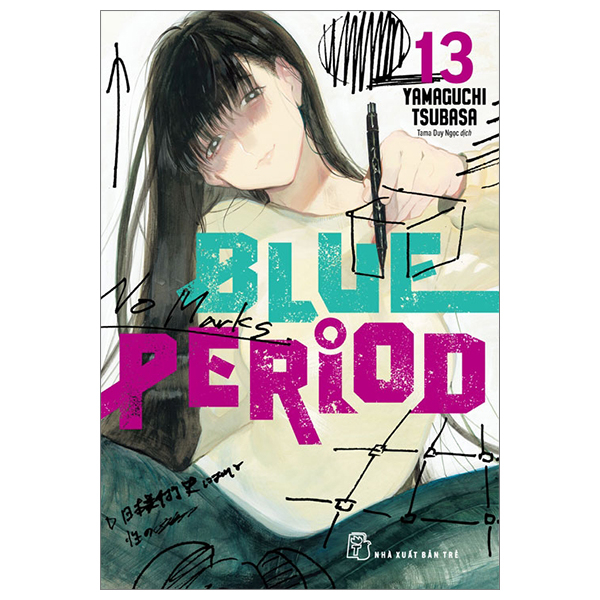 13
YAMAGUCHI
TSUBASA
Tama Duy Ngọc dịch
BLUE
No Marks.
PERIOD
NHÀ XUẤT BẢN TRẺ